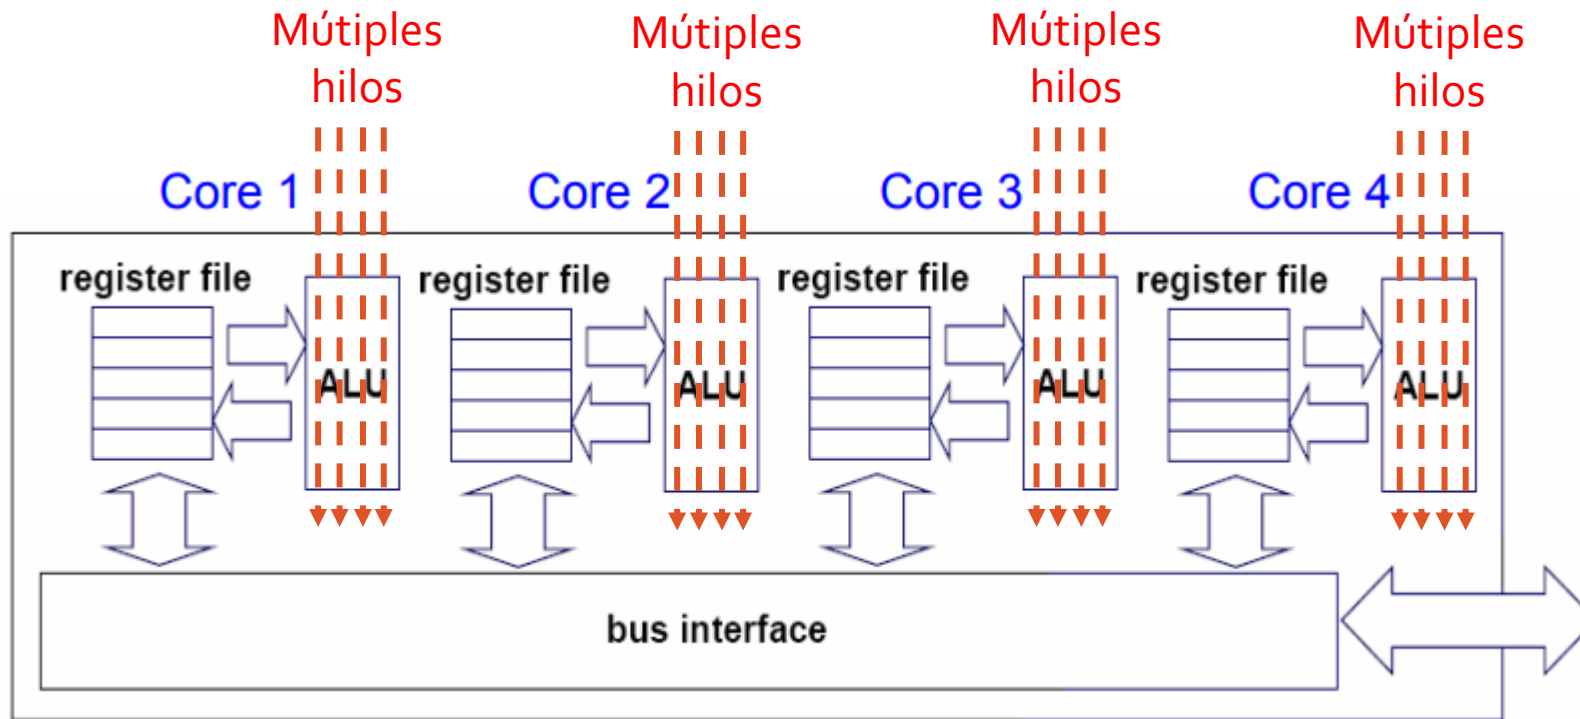 Mútiples
hilos
Mútiples
hilos
Mútiples
hilos
Mútiples
hilos
Core 1
Core 2
Core 3
Core 4
register file
register file
register file
register file
ALU
ALU
ALU
ALU
bus interface